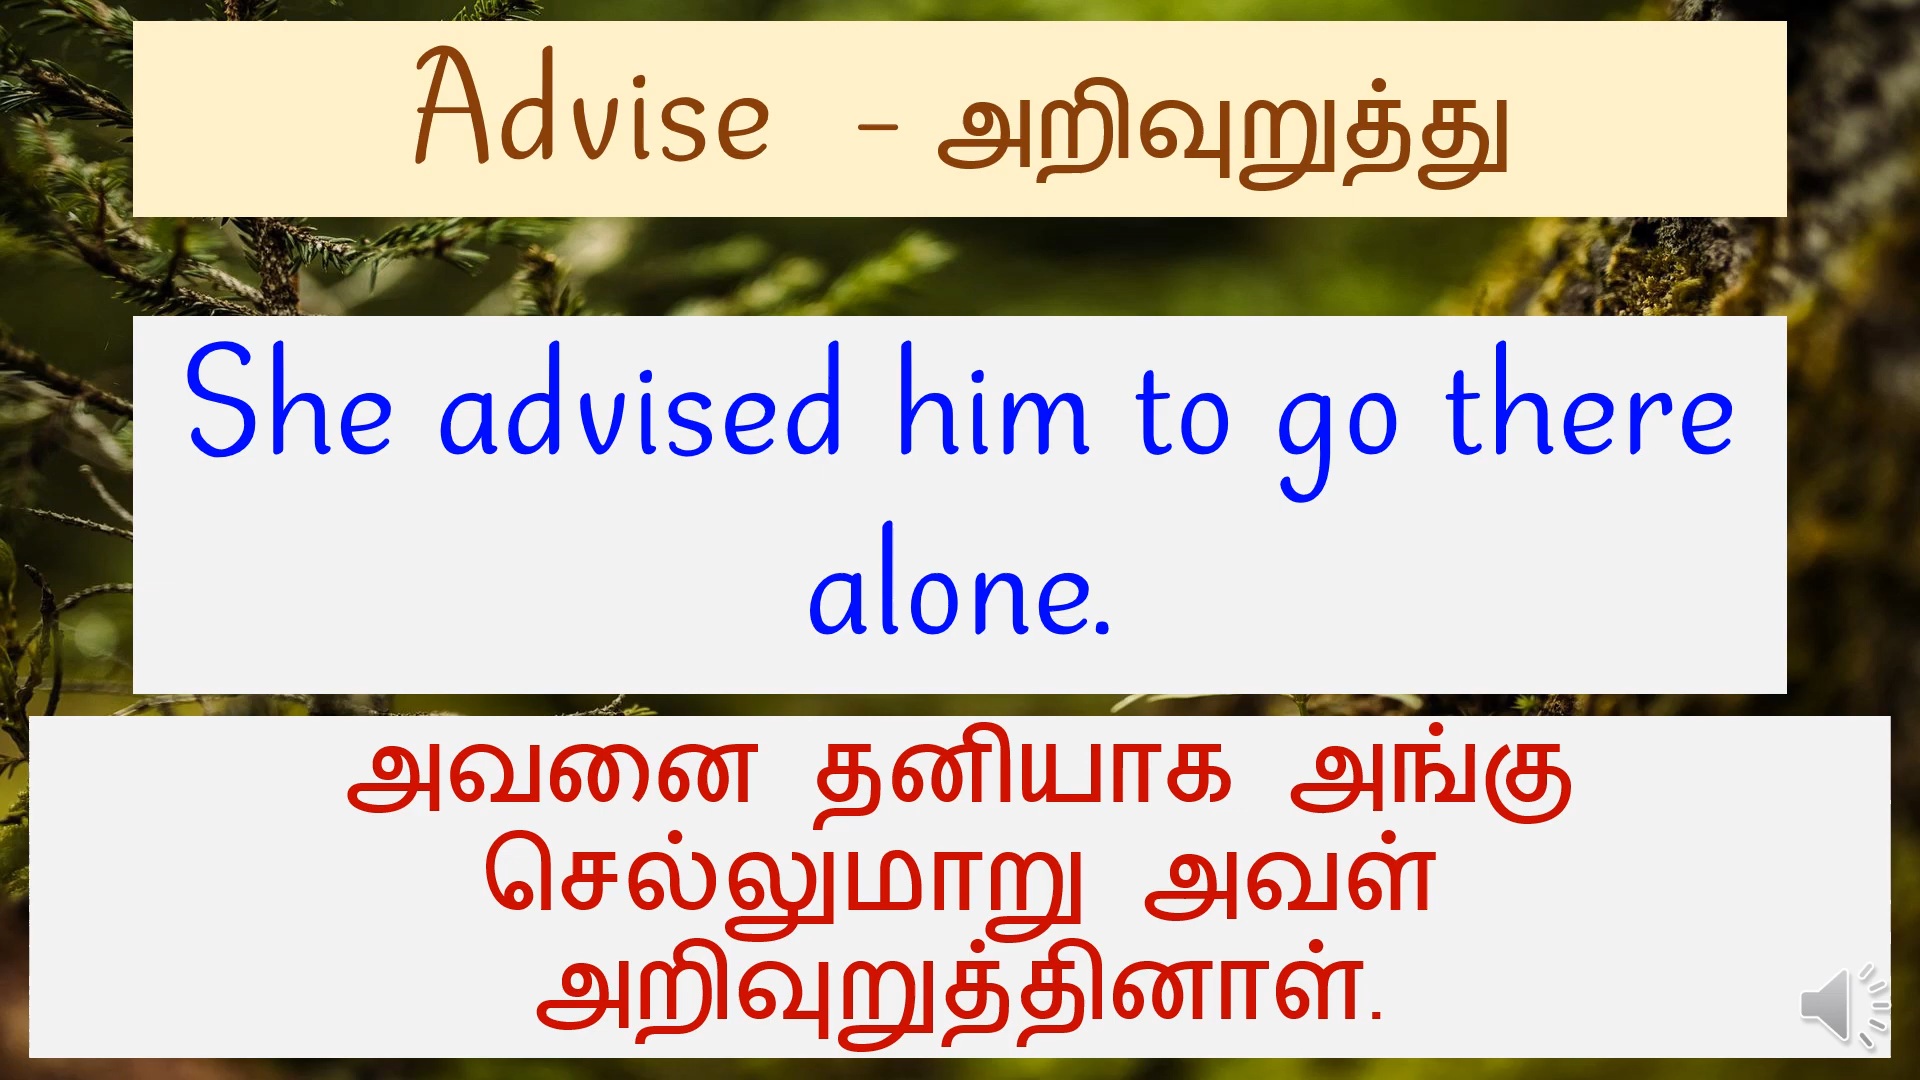 Advise - அறிவுறுத்து
She advised him to go there
alone.
அவனை தனியாக அங்கு
செல்லுமாறு அவள்
அறிவுறுத்தினாள்.